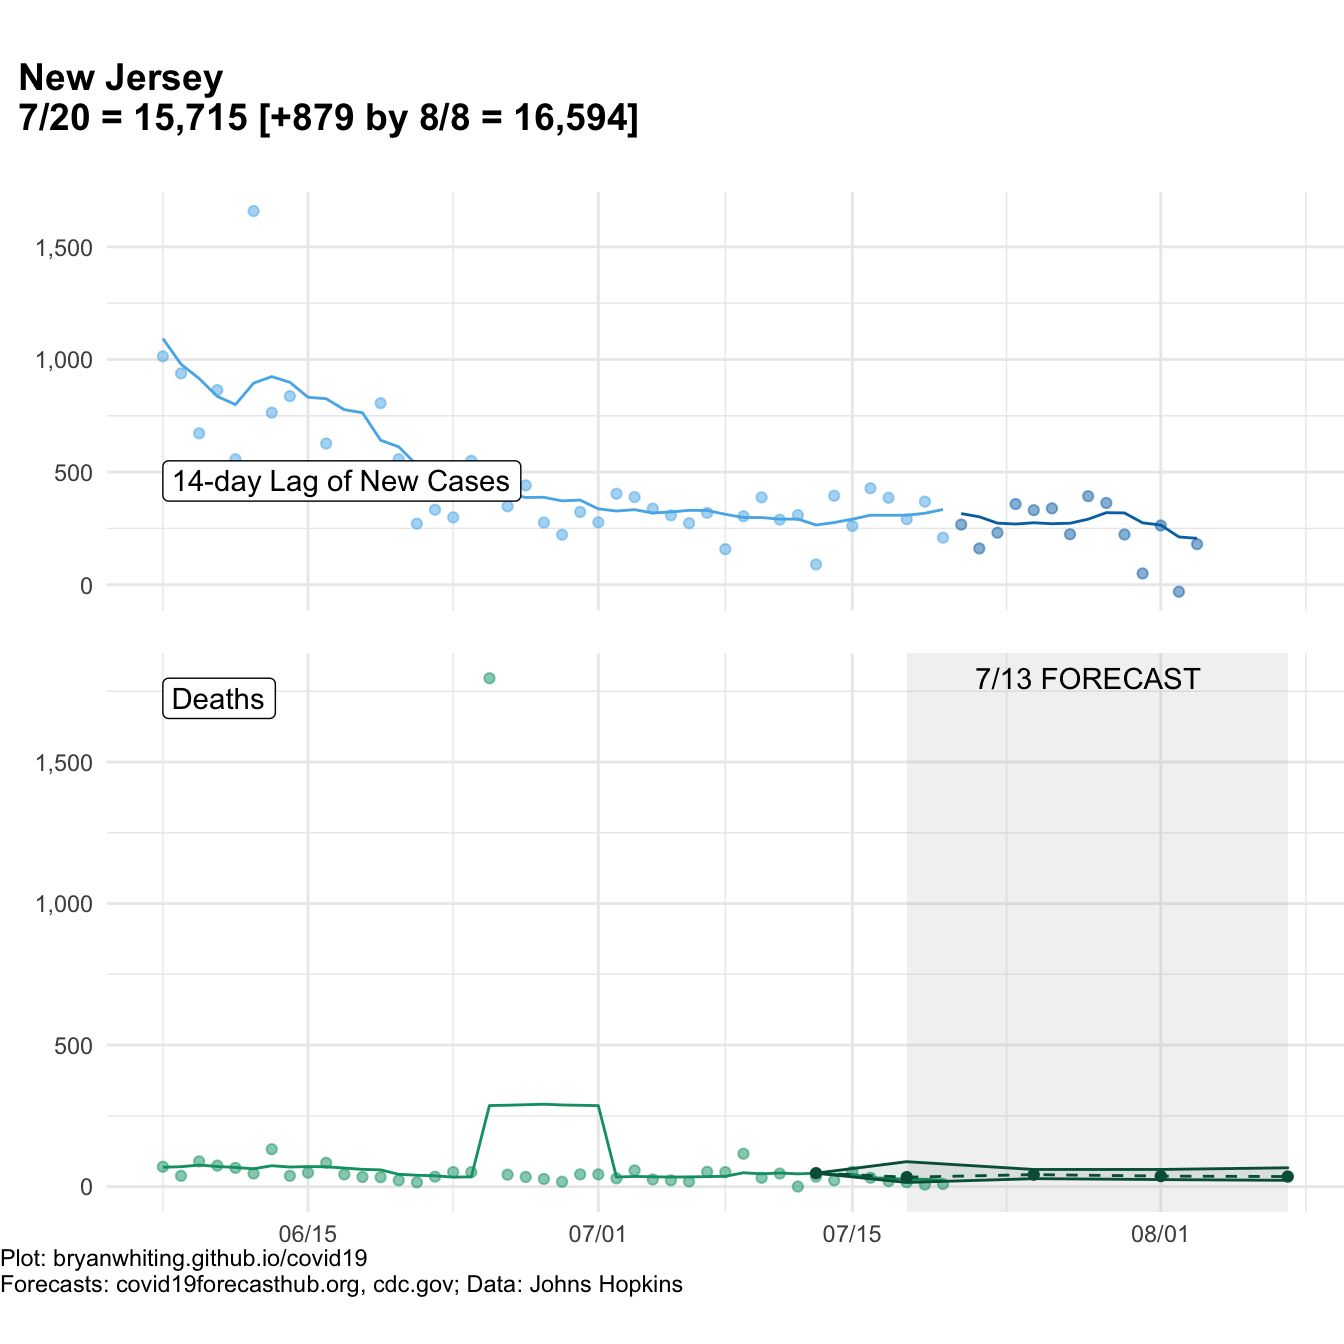 New Jersey
7/20 = 15,715 [+879 by 8/8 = 16,594]
1,500
1,000
500
0
14-day Lag of New Cases
7/13 FORECAST
Deaths
1,500
1,000
500
0
06/15 07/01 07/15 08/01
Plot: bryanwhiting.github.io/covid19
Forecasts: covid19forecasthub.org, cdc.gov; Data: Johns Hopkins